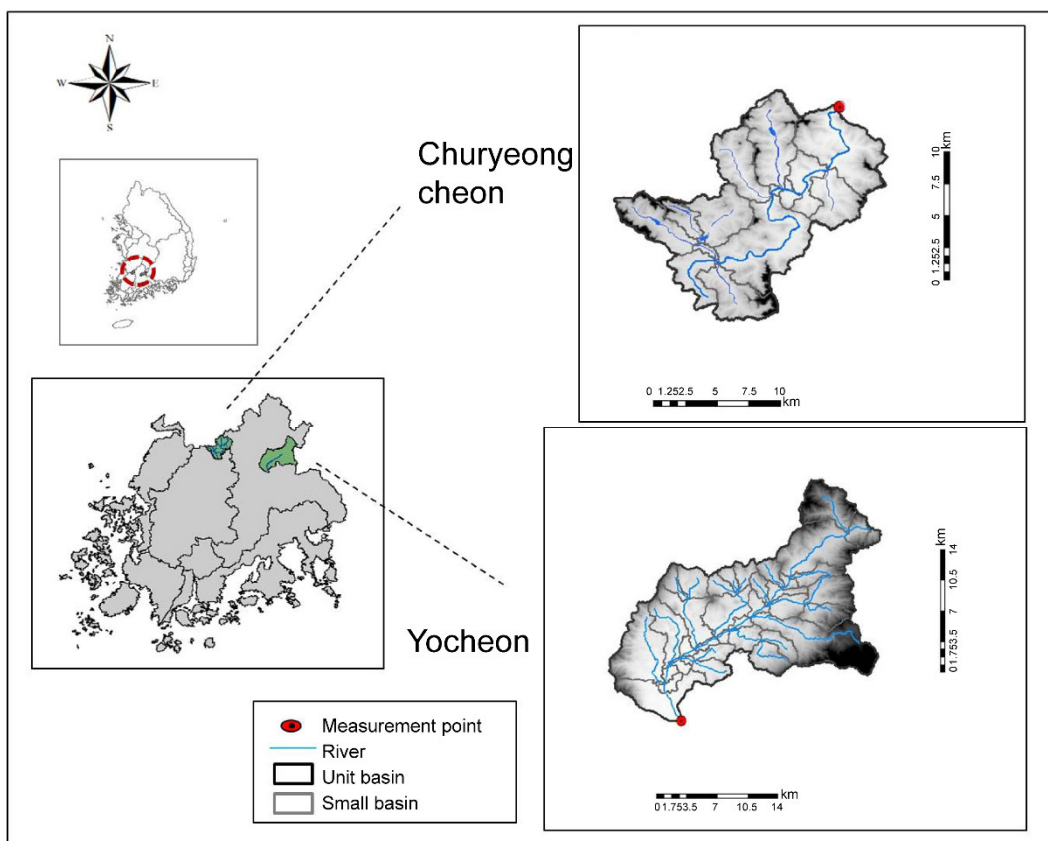 N
W
E
S
Churyeong
cheon
km
10
7.5
5
1.252.5
0
0 1.252.5 5 7.5 10
km
Yocheon
km
14
10.5
7
1.753.5
0
0 1.753.5 7 10.5 14
km
Measurement point
River
Unit basin
Small basin